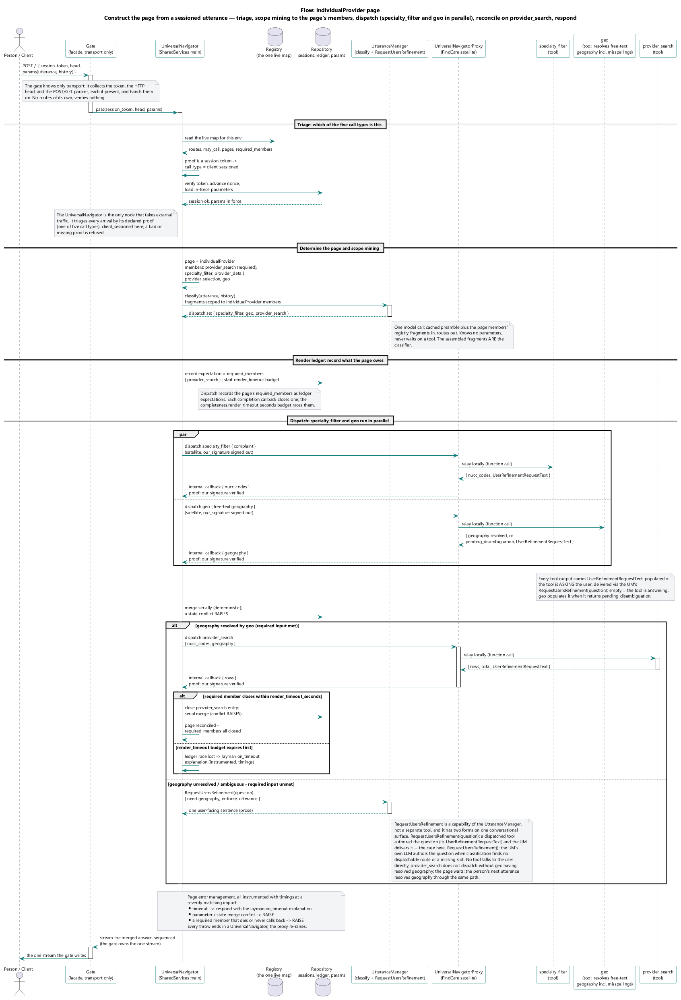 Flow: individualProvider page
Construct the page from a sessioned utterance — triage, scope mining to the page's members, dispatch (specialty_filter and geo in parallel), reconcile on provider_search, respond
Person / Client
Gate
(facade, transport only)
UniversalNavigator
(SharedServices main)
Registry
(the one live map)
Repository
sessions, ledger, params
UtteranceManager
(classify + RequestUsersRefinement)
UniversalNavigatorProxy
(FindCare satellite)
specialty_filter
(tool)
geo
(tool: resolves free-text
geography incl. misspellings)
provider_search
(tool)
POST / { session_token, head,
params(utterance, history) }
The gate knows only transport: it collects the token, the HTTP
head, and the POST/GET params, each if present, and hands them
on. No routes of its own, verifies nothing.
pass(session_token, head, params)
Triage: which of the five call types is this
read the live map for this env
routes, may_call, pages, required_members
proof is a session_token ->
call_type = client_sessioned
verify token, advance nonce,
load in-force parameters
session ok, params in force
The UniversalNavigator is the only node that takes external
traffic. It triages every arrival by its declared proof
(one of five call types). client_sessioned here; a bad or
missing proof is refused.
Determine the page and scope mining
page = individualProvider
members: provider_search (required),
specialty_filter, provider_detail,
provider_selection, geo
classify(utterance, history)
fragments scoped to individualProvider members
dispatch set { specialty_filter, geo, provider_search }
One model call: cached preamble plus the page members'
registry fragments in, routes out. Knows no parameters,
never waits on a tool. The assembled fragments ARE the
classifier.
Render ledger: record what the page owes
record expectation = required_members
{ provider_search } ; start render_timeout budget
Dispatch records the page's required_members as ledger
expectations. Each completion callback closes one; the
completeness.render_timeout_seconds budget races them.
Dispatch: specialty_filter and geo run in parallel
par
dispatch specialty_filter { complaint }
(satellite, our_signature signed out)
relay locally (function call)
{ nucc_codes, UserRefinementRequestText }
internal_callback { nucc_codes }
proof: our_signature verified
dispatch geo { free-text geography }
(satellite, our_signature signed out)
relay locally (function call)
{ geography resolved, or
pending_disambiguation, UserRefinementRequestText }
internal_callback { geography }
proof: our_signature verified
Every tool output carries UserRefinementRequestText: populated =
the tool is ASKING the user, delivered via the UM's
RequestUsersRefinement(question); empty = the tool is answering.
geo populates it when it returns pending_disambiguation.
merge serially (deterministic);
a state conflict RAISES
alt [geography resolved by geo (required input met)]
dispatch provider_search
{ nucc_codes, geography }
relay locally (function call)
{ rows, total, UserRefinementRequestText }
internal_callback { rows }
proof: our_signature verified
alt [required member closes within render_timeout_seconds]
close provider_search entry;
serial merge (conflict RAISES)
page reconciled -
required_members all closed
[render_timeout budget expires first]
ledger race lost -> layman on_timeout
explanation (instrumented, timings)
[geography unresolved / ambiguous - required input unmet]
RequestUsersRefinement(question)
{ need geography, in-force, utterance }
one user-facing sentence (prose)
RequestUsersRefinement is a capability of the UtteranceManager,
not a separate tool, and it has two forms on one conversational
surface. RequestUsersRefinement(question): a dispatched tool
authored the question (its UserRefinementRequestText) and the UM
delivers it -- the case here. RequestUsersRefinement(): the UM's
own LLM authors the question when classification finds no
dispatchable route or a missing slot. No tool talks to the user
directly; provider_search does not dispatch without geo having
resolved geography; the page waits; the person's next utterance
resolves geography through the same path.
Page error management, all instrumented with timings at a
severity matching impact:
• timeout -> respond with the layman on_timeout explanation
• parameter / state merge conflict -> RAISE
• a required member that dies or never calls back -> RAISE
Every throw ends in a UniversalNavigator; the proxy re-raises.
stream the merged answer, sequenced
(the gate owns the one stream)
the one stream the gate writes
Person / Client
Gate
(facade, transport only)
UniversalNavigator
(SharedServices main)
Registry
(the one live map)
Repository
sessions, ledger, params
UtteranceManager
(classify + RequestUsersRefinement)
UniversalNavigatorProxy
(FindCare satellite)
specialty_filter
(tool)
geo
(tool: resolves free-text
geography incl. misspellings)
provider_search
(tool)